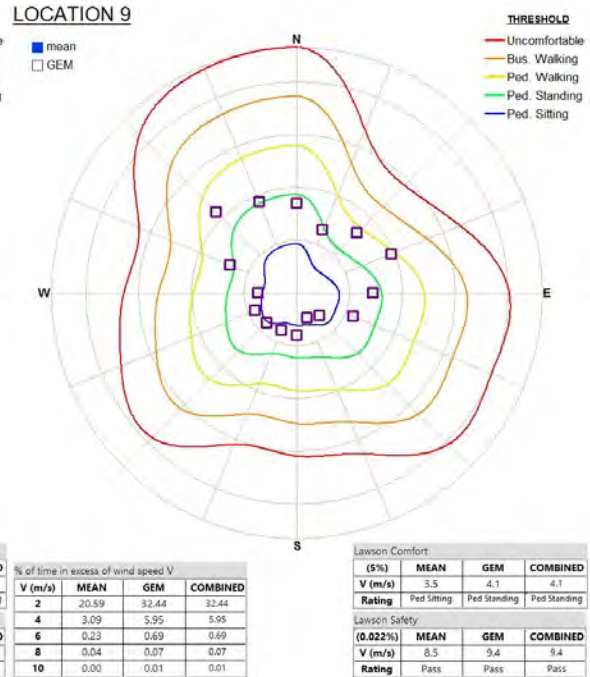 LOCATION 9
mean
GEM
THRESHOLD
Uncomfortable
Bus. Walking
Ped. Walking
Ped. Standing
Ped. Sitting
N
W
E
S
% of time in excess of wind speed V
V (m/s) MEAN GEM COMBINED
2 20.59 32.44 32.44
4 3.09 5.95 5.95
6 0.23 0.69 0.69
8 0.04 0.07 0.07
10 0.00 0.01 0.01
Lawson Comfort
(5%) MEAN GEM COMBINED
V (m/s) 3.5 4.1 4.1
Rating Ped Sitting Ped Standing Ped Standing
Lawson Safety
(0.022%) MEAN GEM COMBINED
V (m/s) 8.5 9.4 9.4
Rating Pass Pass Pass